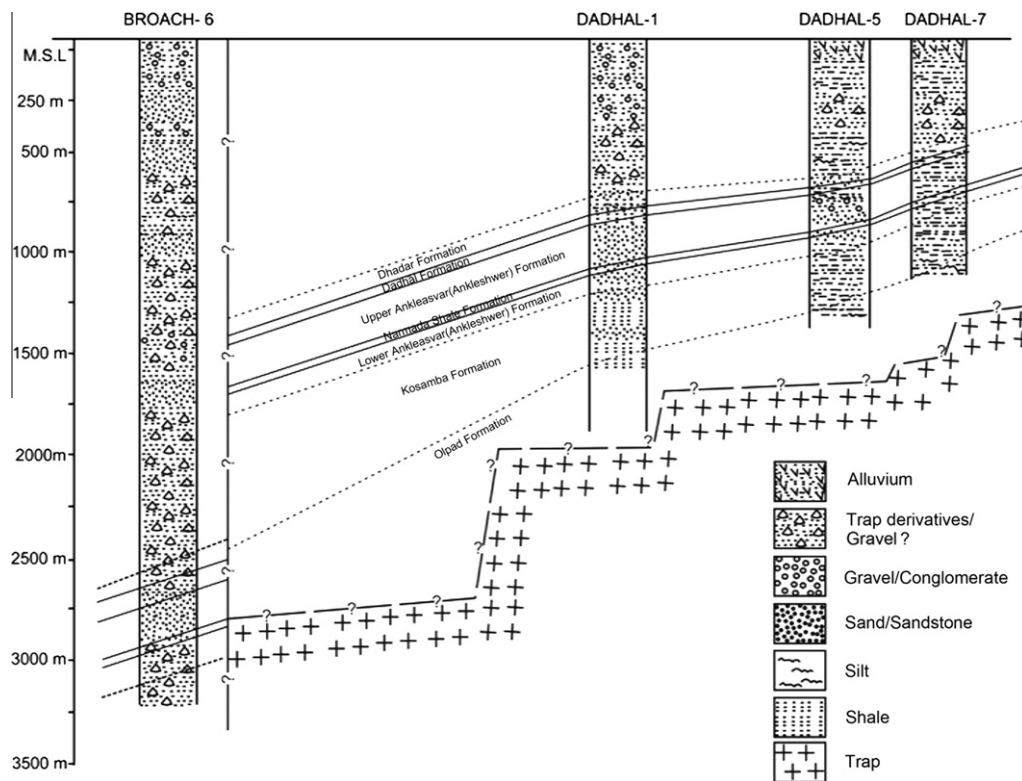 BROACH- 6
DADHAL-1
DADHAL-5
DADHAL-7
M.S.L
250 m
500 m
1000 m
1500 m
2000m
2500 m
3000 m
3500 m
?
?
?
?
?
?
Dhadar Formation
Dadhal Formation
Upper Ankleasvar(Ankleshwer) Formation
Narmada Shale Formation
Lower Ankleasvar(Ankleshwer) Formation
Kosamba Formation
Olpad Formation
?
?
?
?
?
?
?
?
?
?
?
?
?
?
Alluvium
Trap derivatives/
Gravel ?
Gravel/Conglomerate
Sand/Sandstone
Silt
Shale
Trap